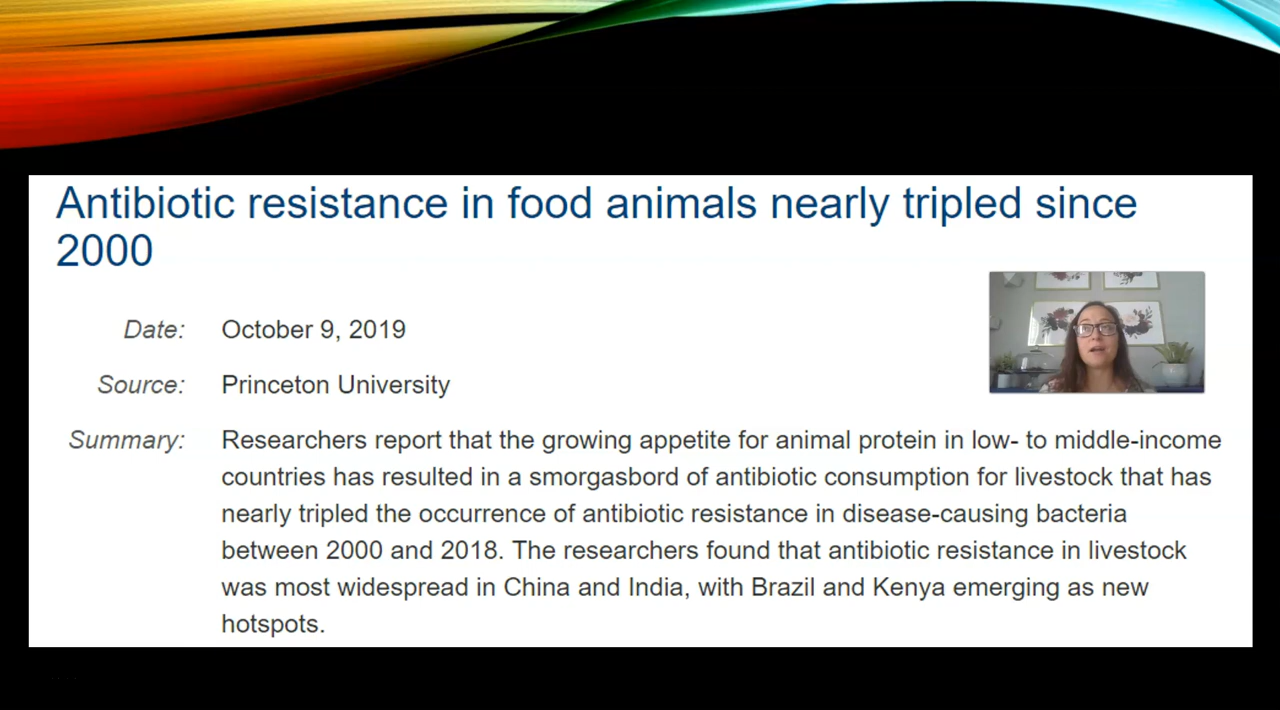 Antibiotic resistance in food animals nearly tripled since
2000
Date: October 9, 2019
Source: Princeton University
Summary: Researchers report that the growing appetite for animal protein in low- to middle-income
countries has resulted in a smorgasbord of antibiotic consumption for livestock that has
nearly tripled the occurrence of antibiotic resistance in disease-causing bacteria
between 2000 and 2018. The researchers found that antibiotic resistance in livestock
was most widespread in China and India, with Brazil and Kenya emerging as new
hotspots.